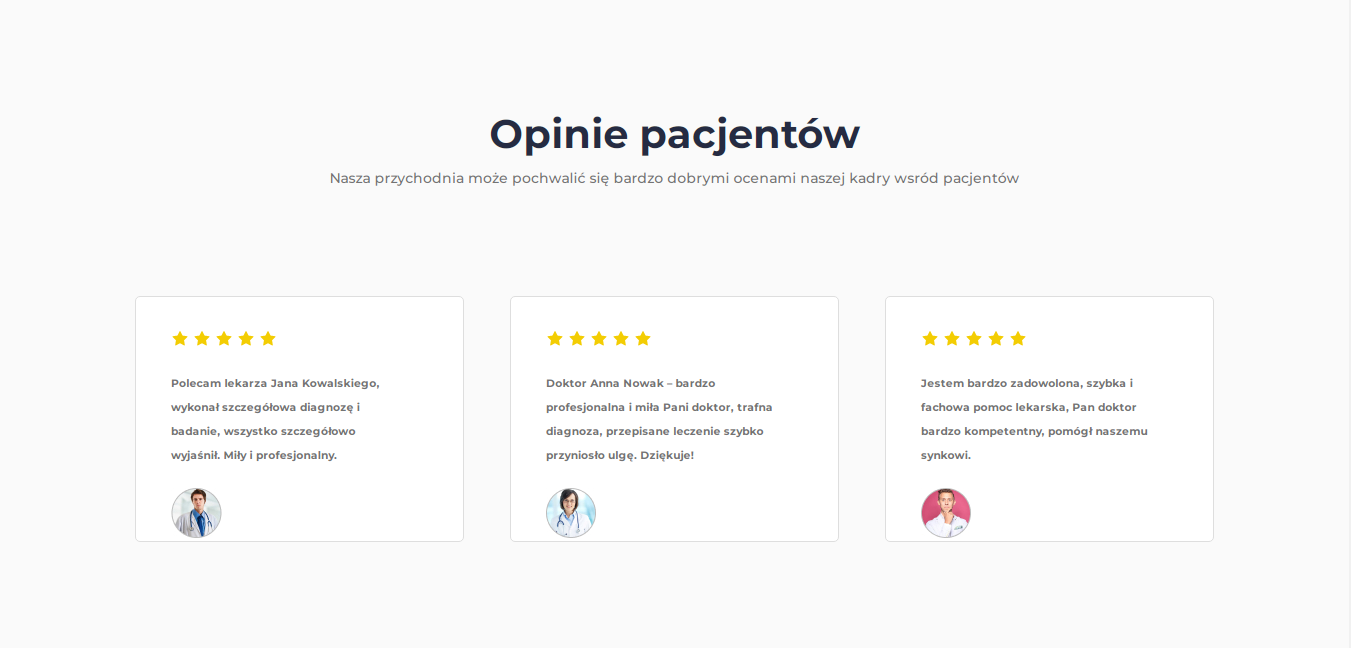 Opinie pacjentów
Nasza przychodnia może pochwalić się bardzo dobrymi ocenami naszej kadry wsród pacjentów
Polecam lekarza Jana Kowalskiego,
wykonał szczegółowa diagnozę i
badanie, wszystko szczegółowo
wyjaśnił. Miły i profesjonalny.
Doktor Anna Nowak – bardzo
profesjonalna i miła Pani doktor, trafna
diagnoza, przepisane leczenie szybko
przyniosło ulgę. Dziękuje!
Jestem bardzo zadowolona, szybka i
fachowa pomoc lekarska, Pan doktor
bardzo kompetentny, pomógł naszemu
synkowi.